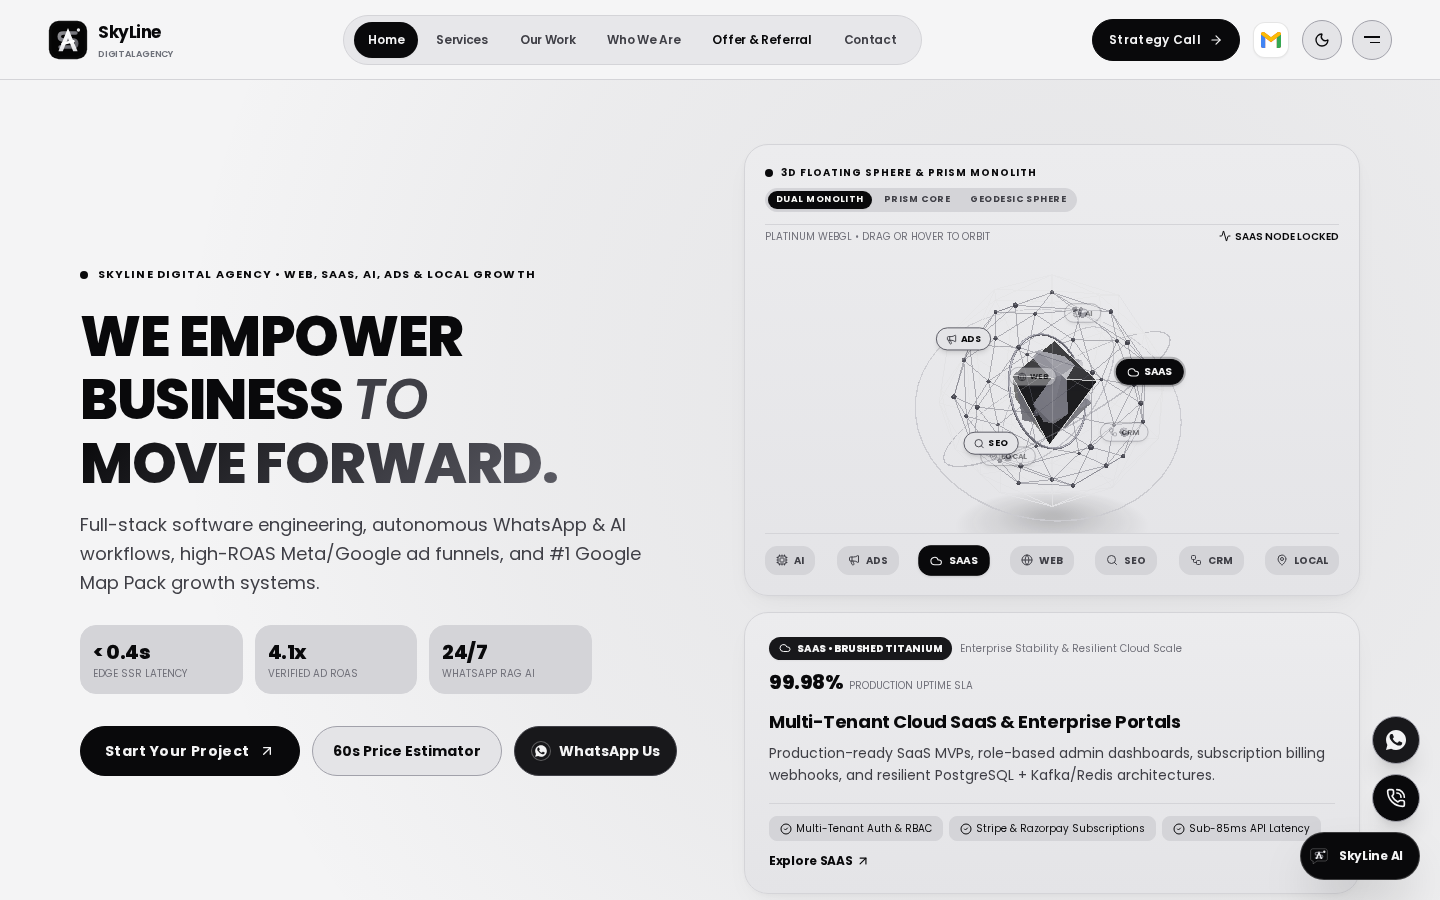 SkyLine
DIGITAL AGENCY
Home
Services
Our Work
Who We Are
Offer & Referral
Contact
Strategy Call
SKYLINE DIGITAL AGENCY • WEB, SAAS, AI, ADS & LOCAL GROWTH
WE EMPOWER
BUSINESS TO
MOVE FORWARD.
Full-stack software engineering, autonomous WhatsApp & AI
workflows, high-ROAS Meta/Google ad funnels, and #1 Google
Map Pack growth systems.
< 0.4s
EDGE SSR LATENCY
4.1x
VERIFIED AD ROAS
24/7
WHATSAPP RAG AI
Start Your Project
60s Price Estimator
WhatsApp Us
3D FLOATING SPHERE & PRISM MONOLITH
DUAL MONOLITH
PRISM CORE
GEODESIC SPHERE
PLATINUM WEBGL • DRAG OR HOVER TO ORBIT
SAAS NODE LOCKED
AI
ADS
WEB
SAAS
CRM
SEO
LOCAL
AI
ADS
SAAS
WEB
SEO
CRM
LOCAL
SAAS • BRUSHED TITANIUM
Enterprise Stability & Resilient Cloud Scale
99.98% PRODUCTION UPTIME SLA
Multi-Tenant Cloud SaaS & Enterprise Portals
Production-ready SaaS MVPs, role-based admin dashboards, subscription billing
webhooks, and resilient PostgreSQL + Kafka/Redis architectures.
Multi-Tenant Auth & RBAC
Stripe & Razorpay Subscriptions
Sub-85ms API Latency
Explore SAAS
SkyLine AI